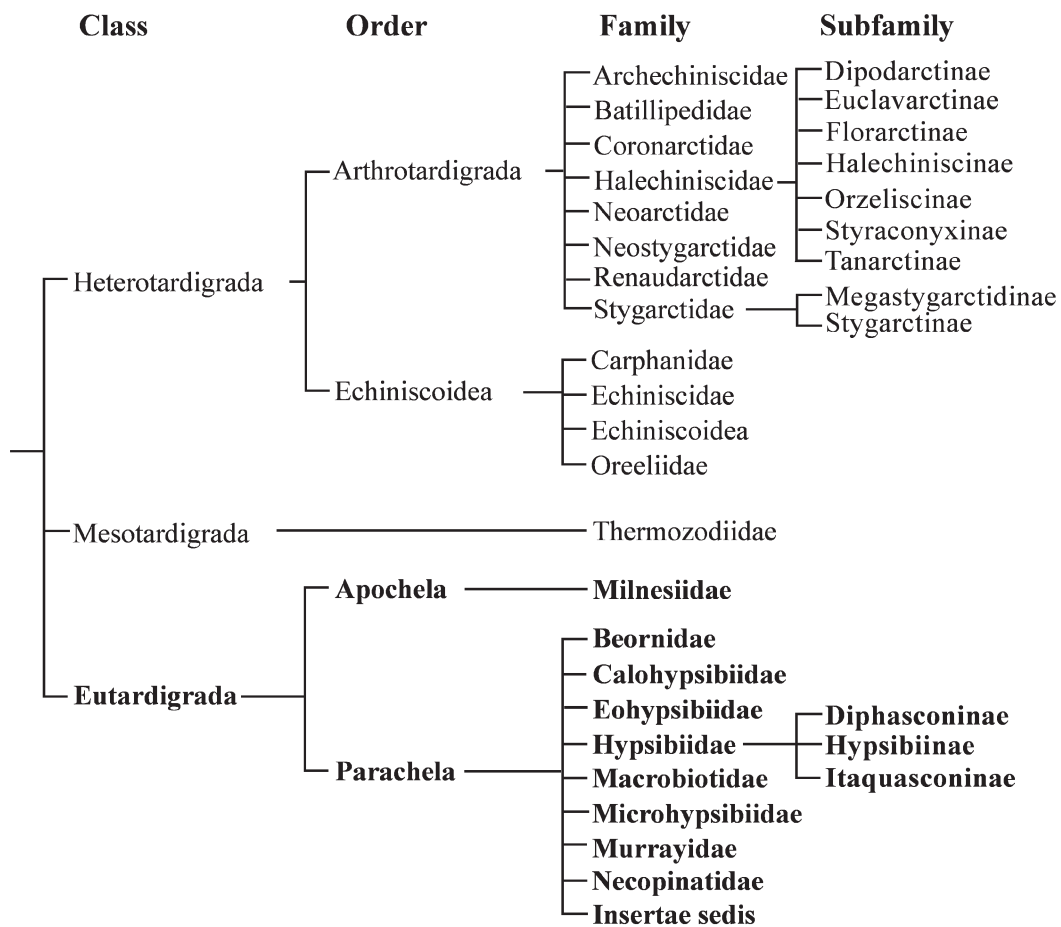 Class Order Family Subfamily
Archechiniscidae
Batillipedidae
Coronarctidae
Arthrotardigrada
Halechiniscidae
Neoarctidae
Neostygarctidae
Renaudarctidae
Stygarctidae
Dipodarctinae
Euclavarctinae
Florarctinae
Halechiniscinae
Orzeliscinae
Styraconyxinae
Tanarctinae
Megastygarctidinae
Stygarctinae
Heterotardigrada
Echiniscoidea
Carphanidae
Echiniscidae
Echiniscoidea
Oreeliidae
Mesotardigrada
Thermozodiidae
Eutardigrada
Apochela
Milnesiidae
Parachela
Beornidae
Calohypsibiidae
Eohypsibiidae
Hypsibiidae
Macrobiotidae
Microhypsibiidae
Murrayidae
Necopinatidae
Insertae sedis
Diphasconinae
Hypsibiinae
Itaquasconinae